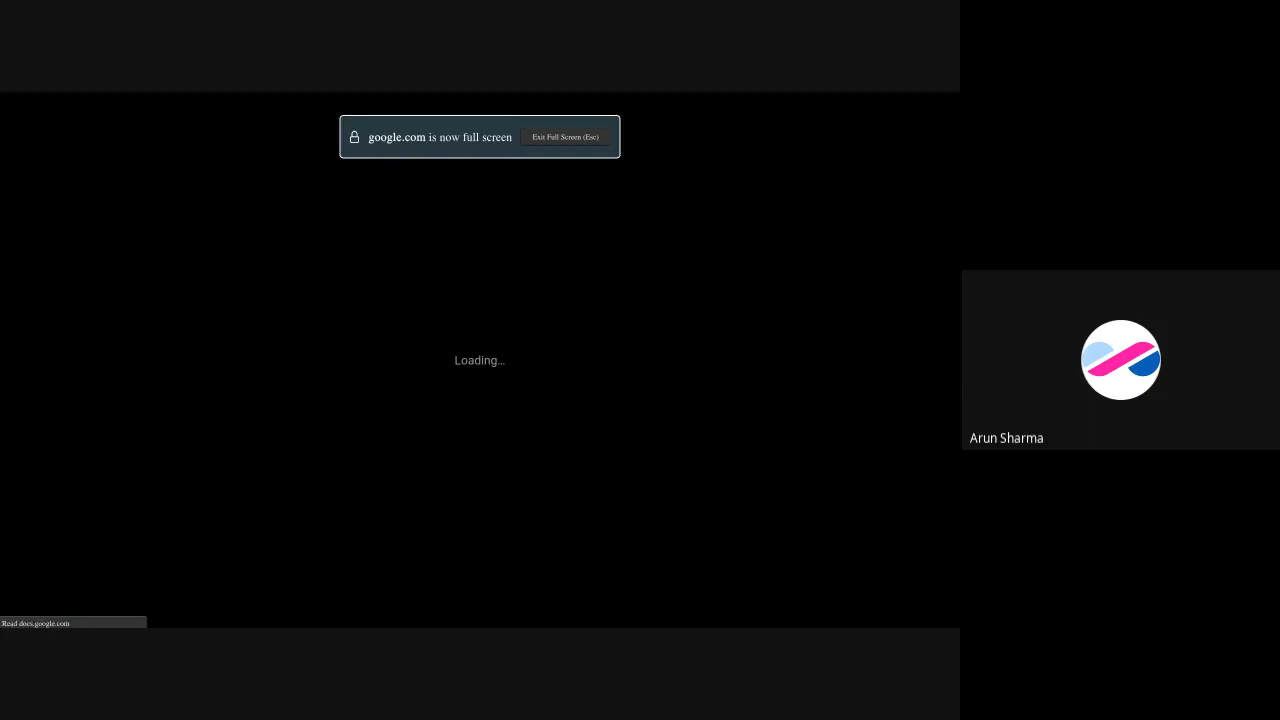 google.com is now full screen
Exit Full Screen (Esc)
Loading...
Arun Sharma
Read docs.google.com